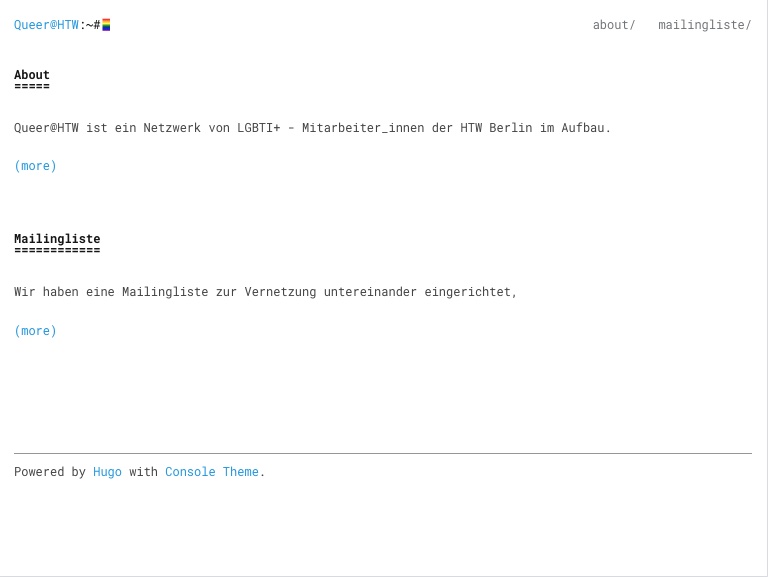 Queer@HTW:~#
about/ mailingliste/
About
=====
Queer@HTW ist ein Netzwerk von LGBTI+ - Mitarbeiter_innen der HTW Berlin im Aufbau.
(more)
Mailingliste
============
Wir haben eine Mailingliste zur Vernetzung untereinander eingerichtet,
(more)
Powered by Hugo with Console Theme.